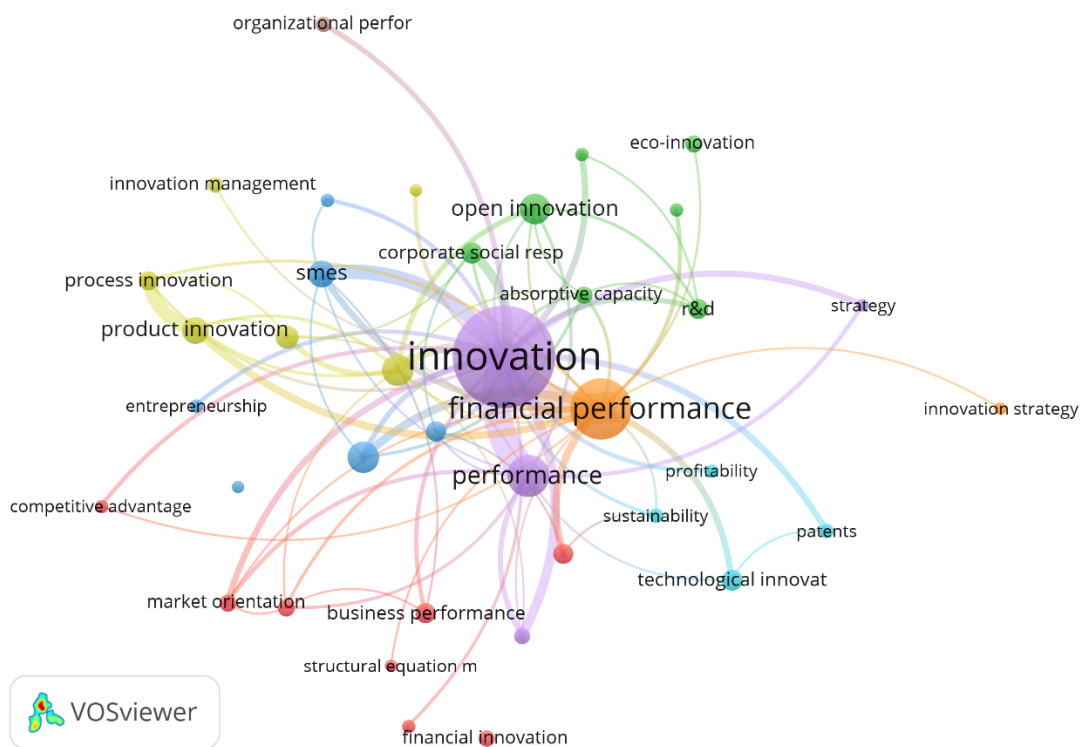 organizational perfor
eco-innovation
innovation management
open innovation
corporate social resp
smes
process innovation
absorptive capacity
r&d
strategy
product innovation
innovation
entrepreneurship
financial performance
innovation strategy
performance
profitability
competitive advantage
sustainability
patents
technological innovat
market orientation
business performance
structural equation m
financial innovation
VOSviewer